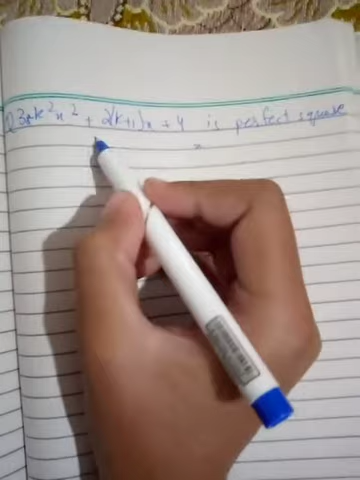 Q3. k²x² + 2(k+1)x + 4 is perfect square